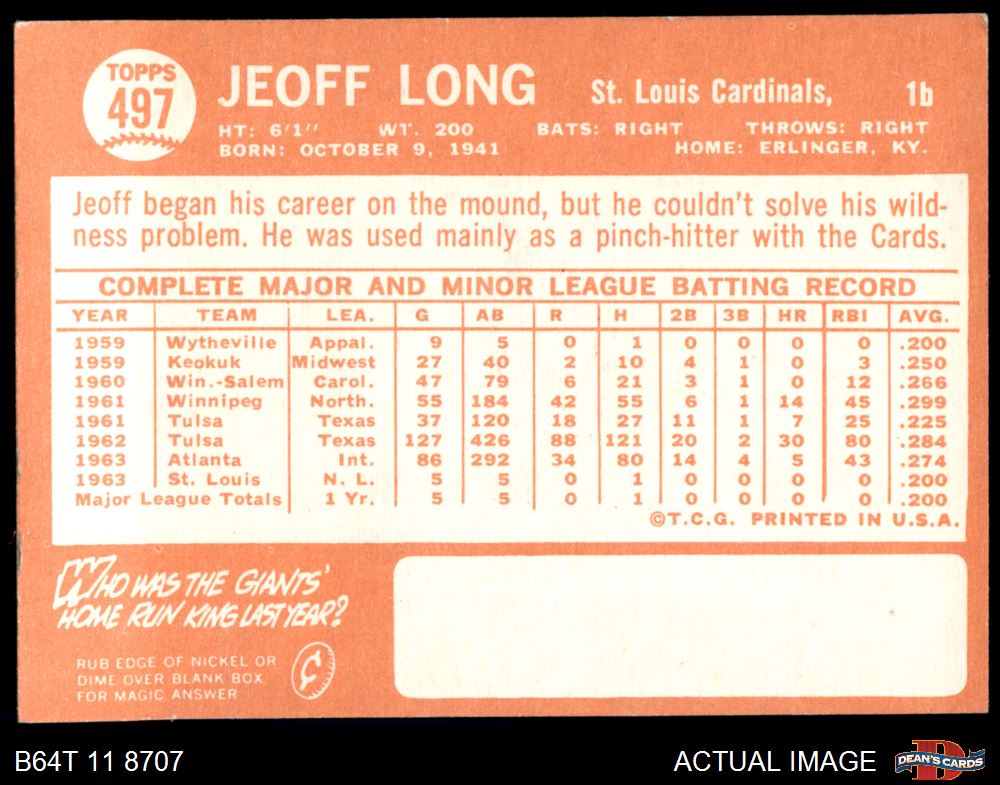 TOPPS
497
JEOFF LONG St. Louis Cardinals, 1b
HT: 6'1" WT. 200 BATS: RIGHT THROWS: RIGHT
BORN: OCTOBER 9, 1941 HOME: ERLINGER, KY.
Jeoff began his career on the mound, but he couldn't solve his wild-
ness problem. He was used mainly as a pinch-hitter with the Cards.
COMPLETE MAJOR AND MINOR LEAGUE BATTING RECORD
YEAR TEAM LEA. G AB R H 2B 3B HR RBI AVG.
1959 Wytheville Appal. 9 5 0 1 0 0 0 0 .200
1959 Keokuk Midwest 27 40 2 10 4 1 0 3 .250
1960 Win.-Salem Carol. 47 79 6 21 3 1 0 12 .266
1961 Winnipeg North. 55 184 42 55 6 1 14 45 .299
1961 Tulsa Texas 37 120 18 27 11 1 7 25 .225
1962 Tulsa Texas 127 426 88 121 20 2 30 80 .284
1963 Atlanta Int. 86 292 34 80 14 4 5 43 .274
1963 St. Louis N. L. 5 5 0 1 0 0 0 0 .200
Major League Totals 1 Yr. 5 5 0 1 0 0 0 0 .200
©T.C.G. PRINTED IN U.S.A.
WHO WAS THE GIANTS'
HOME RUN KING LAST YEAR?
RUB EDGE OF NICKEL OR
DIME OVER BLANK BOX
FOR MAGIC ANSWER
B64T 11 8707 ACTUAL IMAGE
D
DEAN'S CARDS